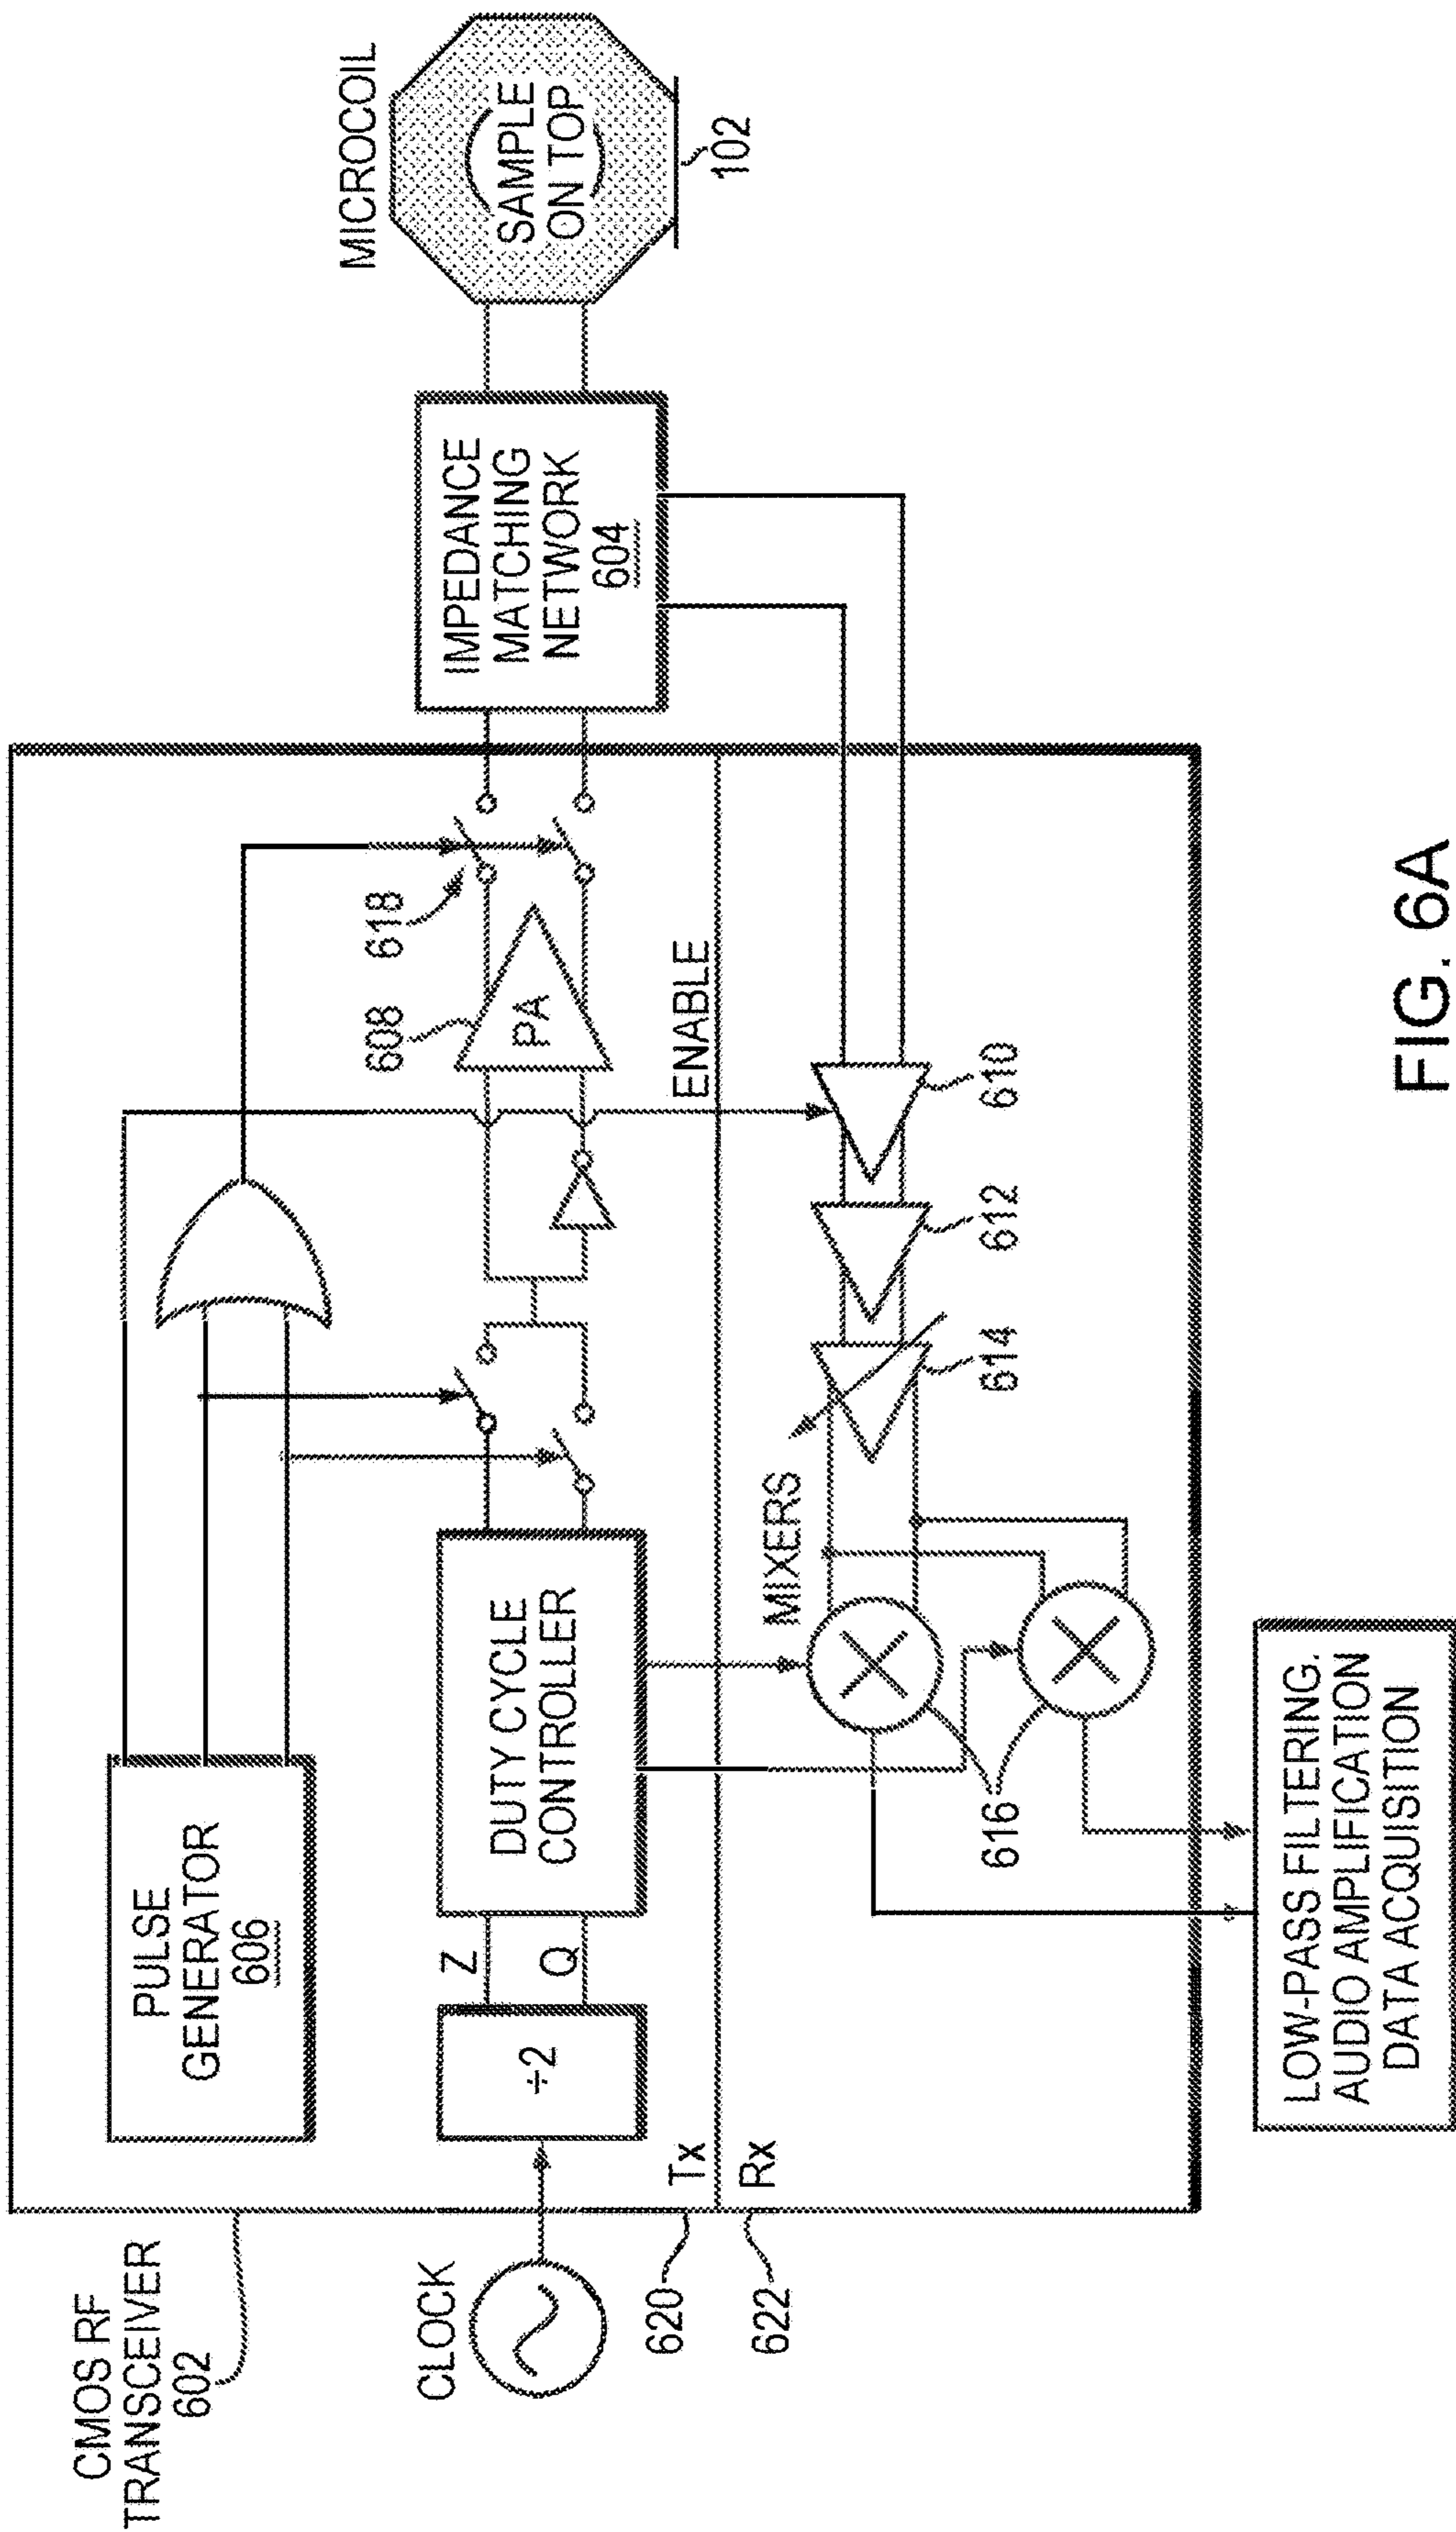 CMOS RF
TRANSCEIVER
602
PULSE
GENERATOR
606
CLOCK
÷2
Z
Q
DUTY CYCLE
CONTROLLER
608
PA
618
IMPEDANCE
MATCHING
NETWORK
604
MICROCOIL
SAMPLE
ON TOP
102
620
Tx
ENABLE
622
Rx
MIXERS
616
614
612
610
LOW-PASS FILTERING.
AUDIO AMPLIFICATION
DATA ACQUISITION
FIG. 6A